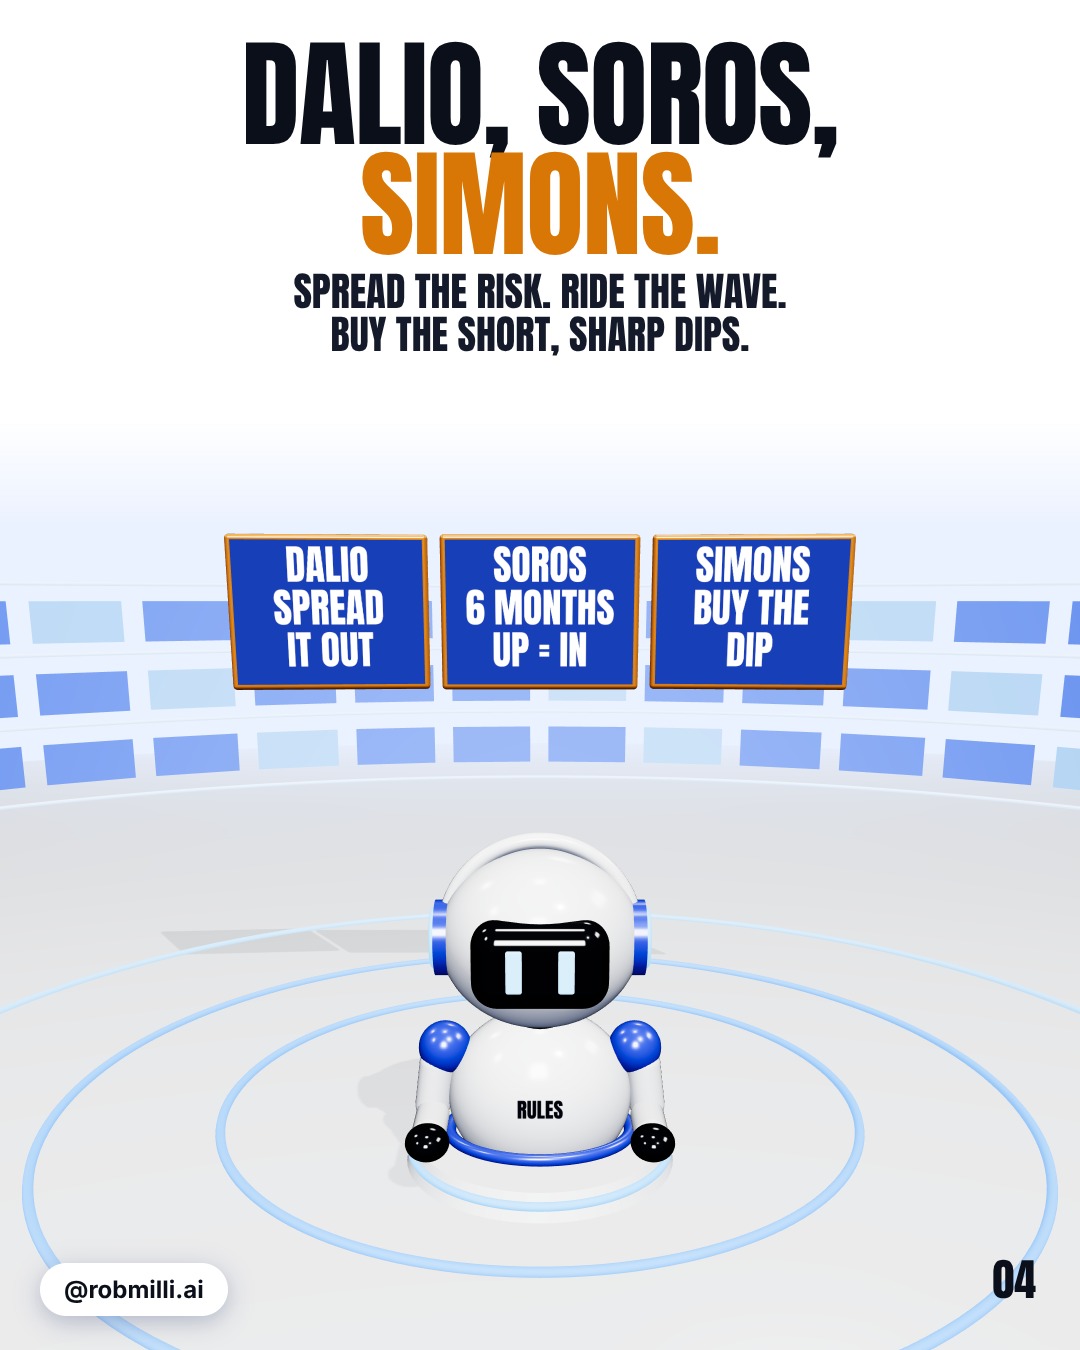 DALIO, SOROS,
SIMONS.
SPREAD THE RISK. RIDE THE WAVE.
BUY THE SHORT, SHARP DIPS.
DALIO
SPREAD
IT OUT
SOROS
6 MONTHS
UP = IN
SIMONS
BUY THE
DIP
RULES
@robmilli.ai
04